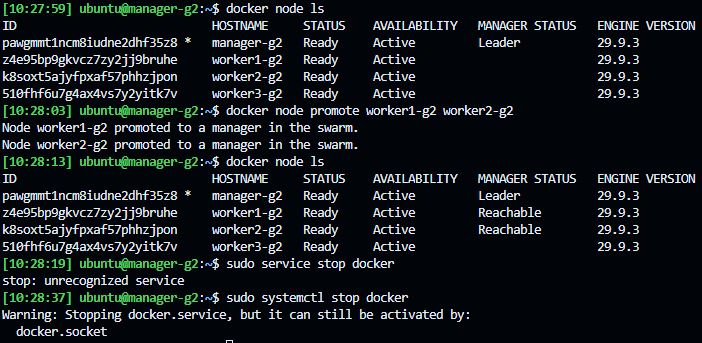 [10:27:59] ubuntu@manager-g2:~$ docker node ls
ID HOSTNAME STATUS AVAILABILITY MANAGER STATUS ENGINE VERSION
pawgmmt1ncm8iudne2dhf35z8 * manager-g2 Ready Active Leader 29.9.3
z4e95bp9gkvcz7zy2jj9bruhe worker1-g2 Ready Active 29.9.3
k8soxt5ajyfpxaf57phhzjpon worker2-g2 Ready Active 29.9.3
510fhf6u7g4ax4vs7y2yitk7v worker3-g2 Ready Active 29.9.3
[10:28:03] ubuntu@manager-g2:~$ docker node promote worker1-g2 worker2-g2
Node worker1-g2 promoted to a manager in the swarm.
Node worker2-g2 promoted to a manager in the swarm.
[10:28:13] ubuntu@manager-g2:~$ docker node ls
ID HOSTNAME STATUS AVAILABILITY MANAGER STATUS ENGINE VERSION
pawgmmt1ncm8iudne2dhf35z8 * manager-g2 Ready Active Leader 29.9.3
z4e95bp9gkvcz7zy2jj9bruhe worker1-g2 Ready Active Reachable 29.9.3
k8soxt5ajyfpxaf57phhzjpon worker2-g2 Ready Active Reachable 29.9.3
510fhf6u7g4ax4vs7y2yitk7v worker3-g2 Ready Active 29.9.3
[10:28:19] ubuntu@manager-g2:~$ sudo service stop docker
stop: unrecognized service
[10:28:37] ubuntu@manager-g2:~$ sudo systemctl stop docker
Warning: Stopping docker.service, but it can still be activated by:
  docker.socket